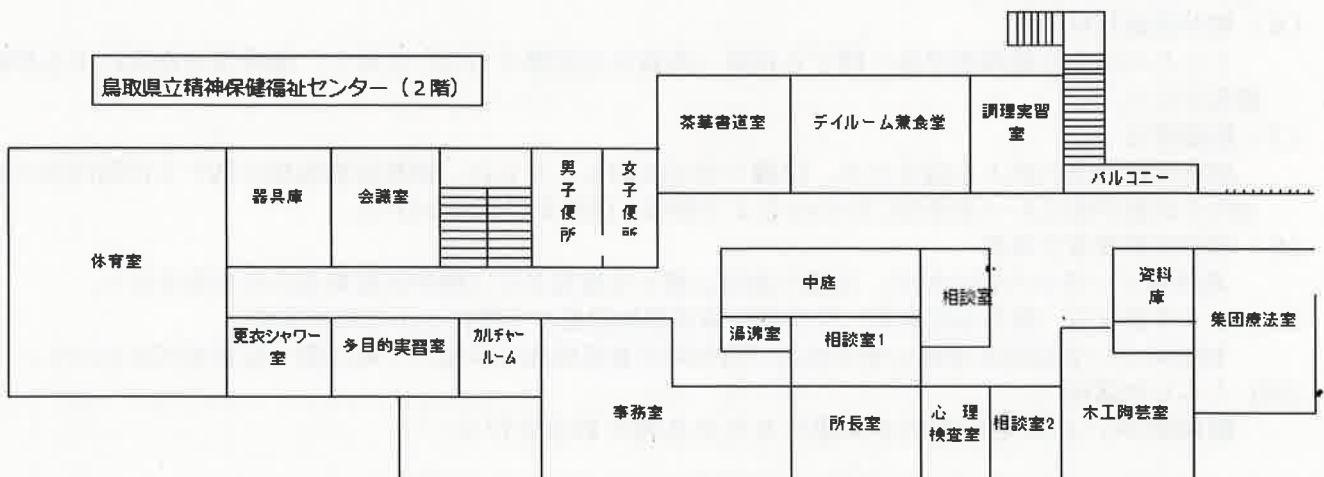 鳥取県立精神保健福祉センター（2階）
茶華書道室
デイルーム兼食堂
調理実習
室
バルコニー
体育室
器具庫
会議室
男子便所
女子便所
中庭
相談室
資料
庫
集団療法室
更衣シャワー
室
多目的実習室
カルチャー
ルーム
湯沸室
相談室1
事務室
所長室
心　理
検査室
相談室2
木工陶芸室